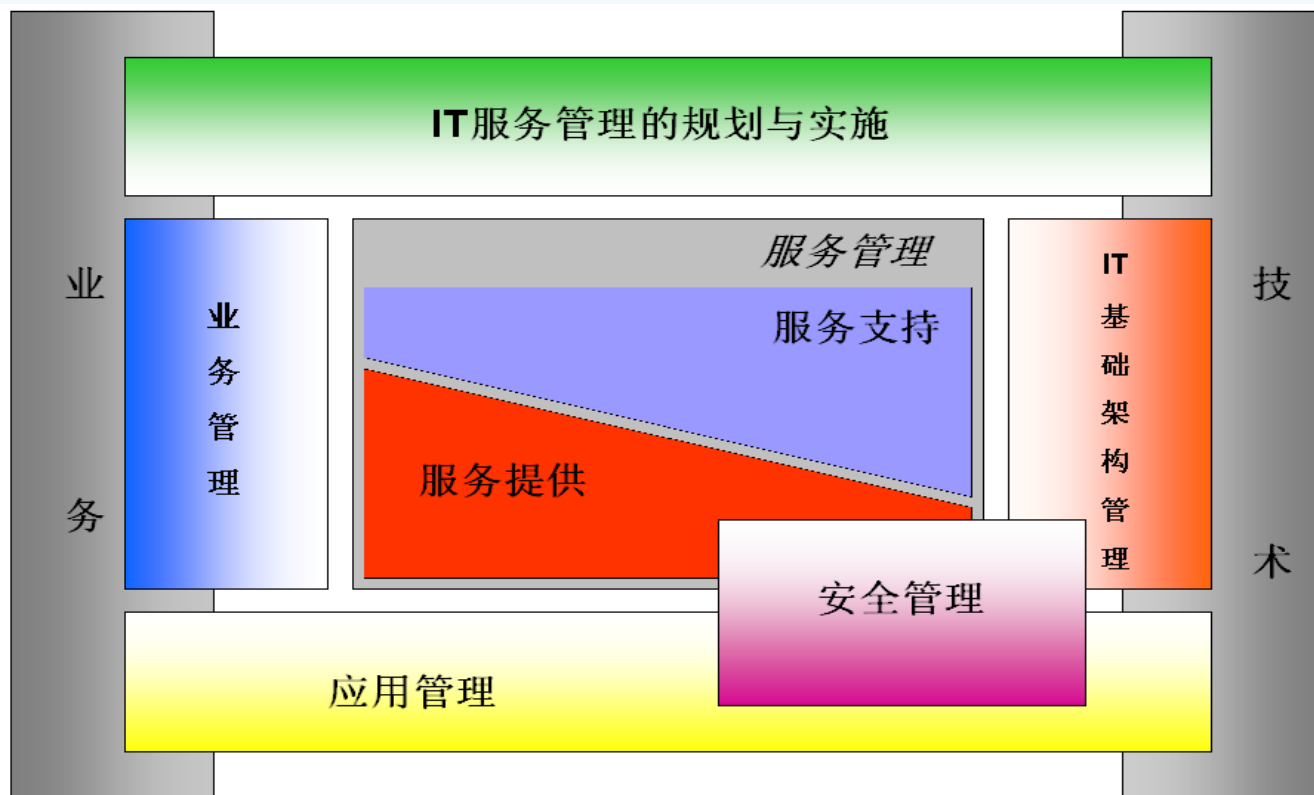 IT服务管理的规划与实施
业务
业务管理
服务管理
服务支持
服务提供
IT基础架构管理
技术
安全管理
应用管理